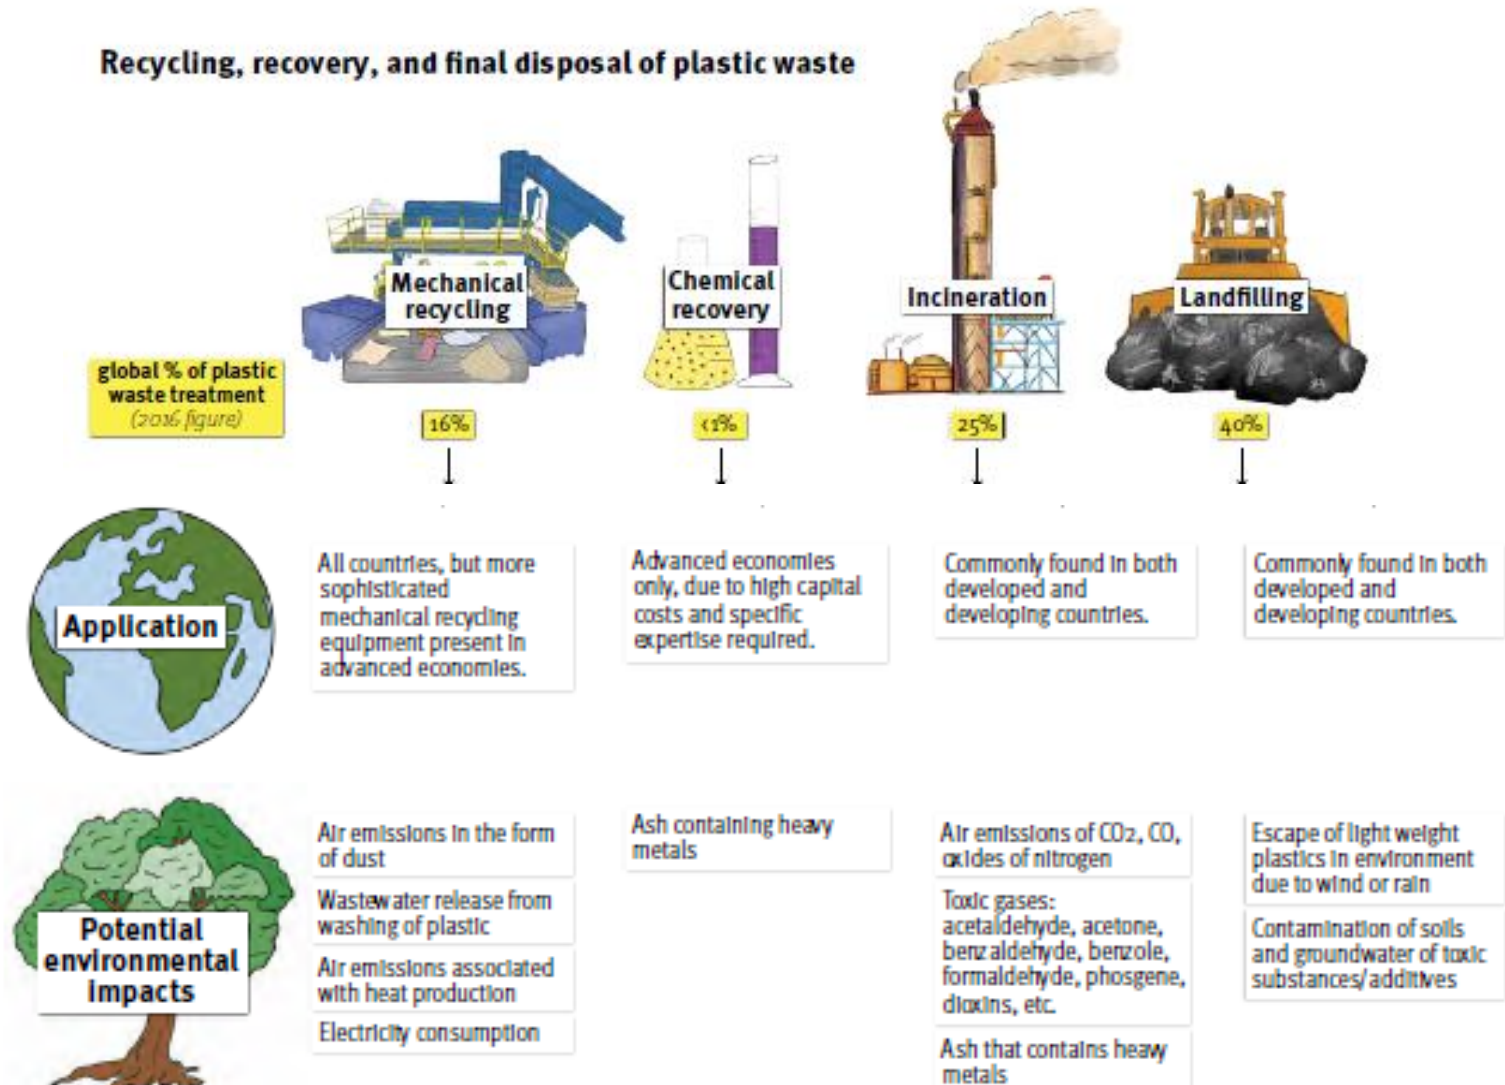 Recycling, recovery, and final disposal of plastic waste
Mechanical
recycling
Chemical
recovery
Incineration
Landfilling
global % of plastic
waste treatment
(2016 figure)
16%
<1%
25%
40%
Application
All countries, but more
sophisticated
mechanical recycling
equipment present in
advanced economies.
Advanced economies
only, due to high capital
costs and specific
expertise required.
Commonly found in both
developed and
developing countries.
Commonly found in both
developed and
developing countries.
Potential
environmental
impacts
Air emissions in the form
of dust
Wastewater release from
washing of plastic
Air emissions associated
with heat production
Electricity consumption
Ash containing heavy
metals
Air emissions of CO2, CO,
oxides of nitrogen
Toxic gases:
acetaldehyde, acetone,
benzaldehyde, benzole,
formaldehyde, phosgene,
dioxins, etc.
Ash that contains heavy
metals
Escape of light weight
plastics in environment
due to wind or rain
Contamination of soils
and groundwater of toxic
substances/additives